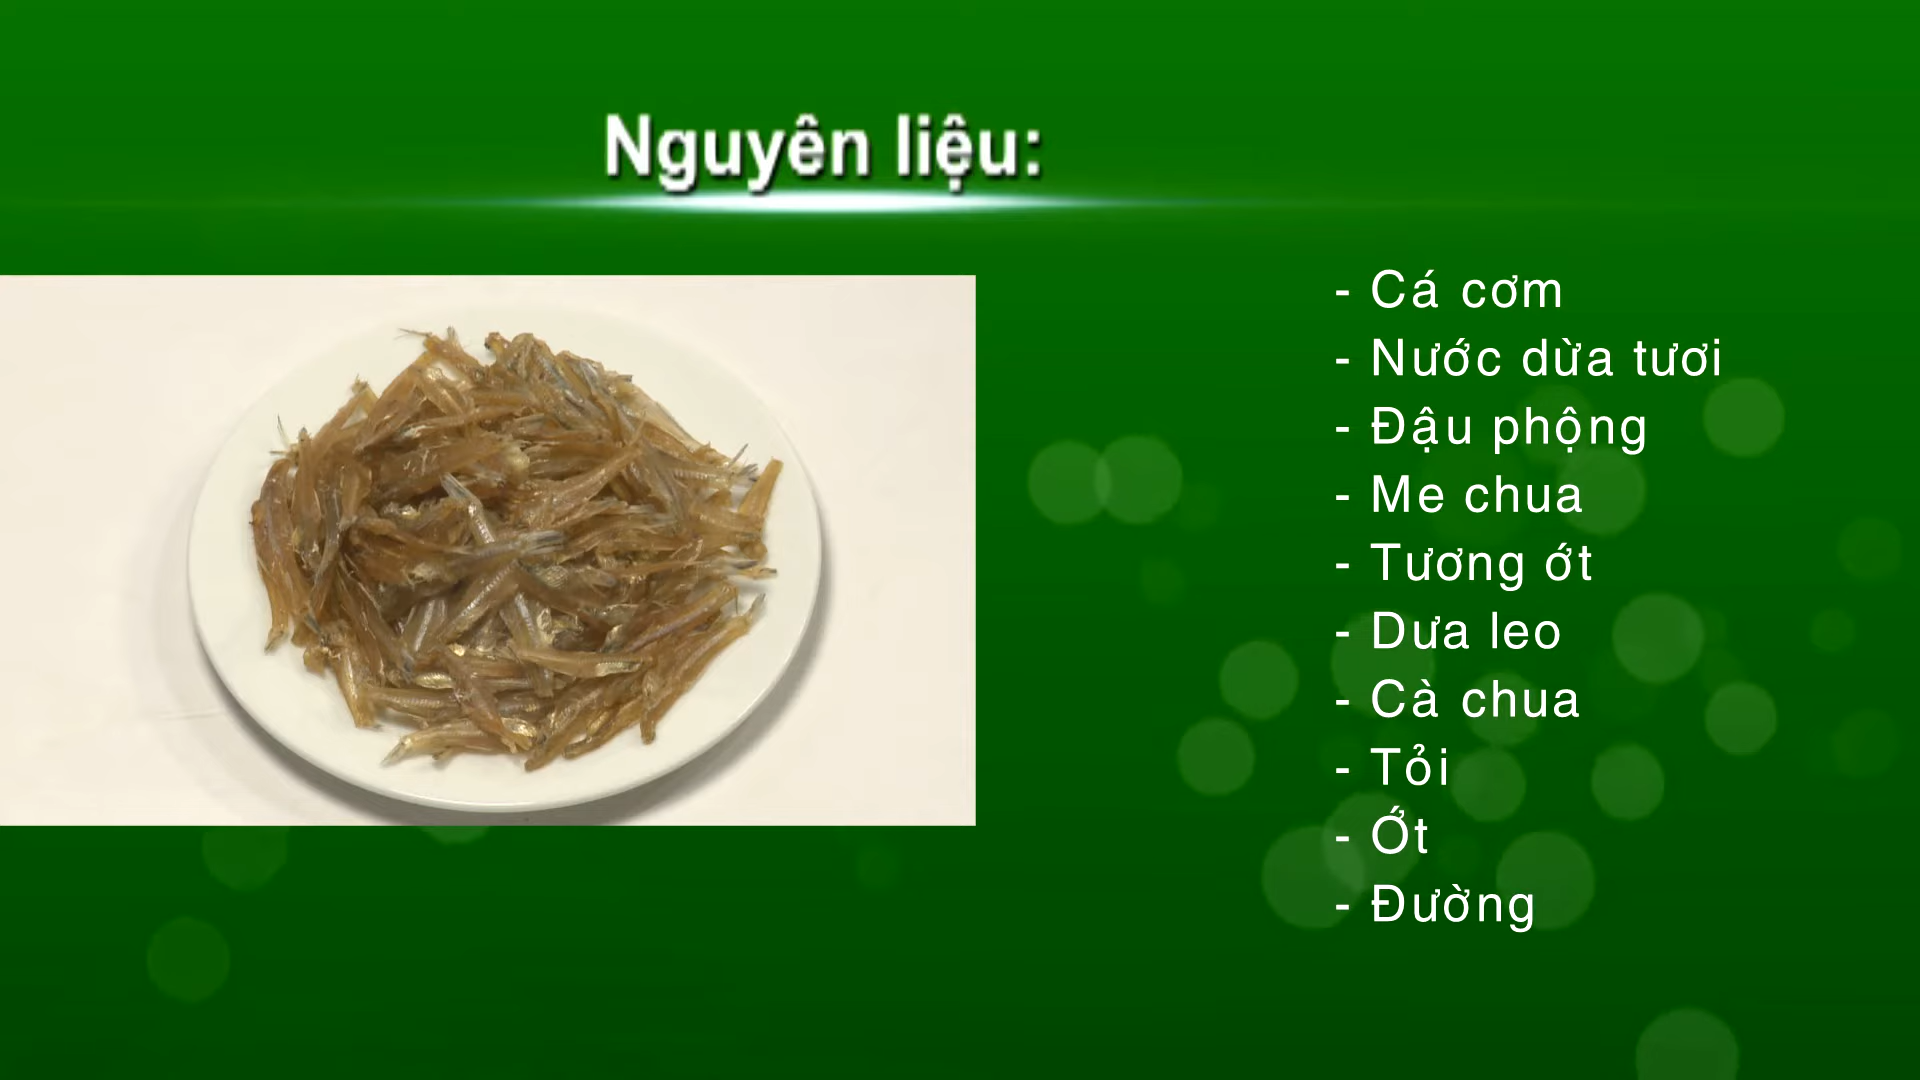 Nguyên liệu:
- Cá cơm
- Nước dừa tươi
- Đậu phộng
- Me chua
- Tương ớt
- Dưa leo
- Cà chua
- Tỏi
- Ớt
- Đường